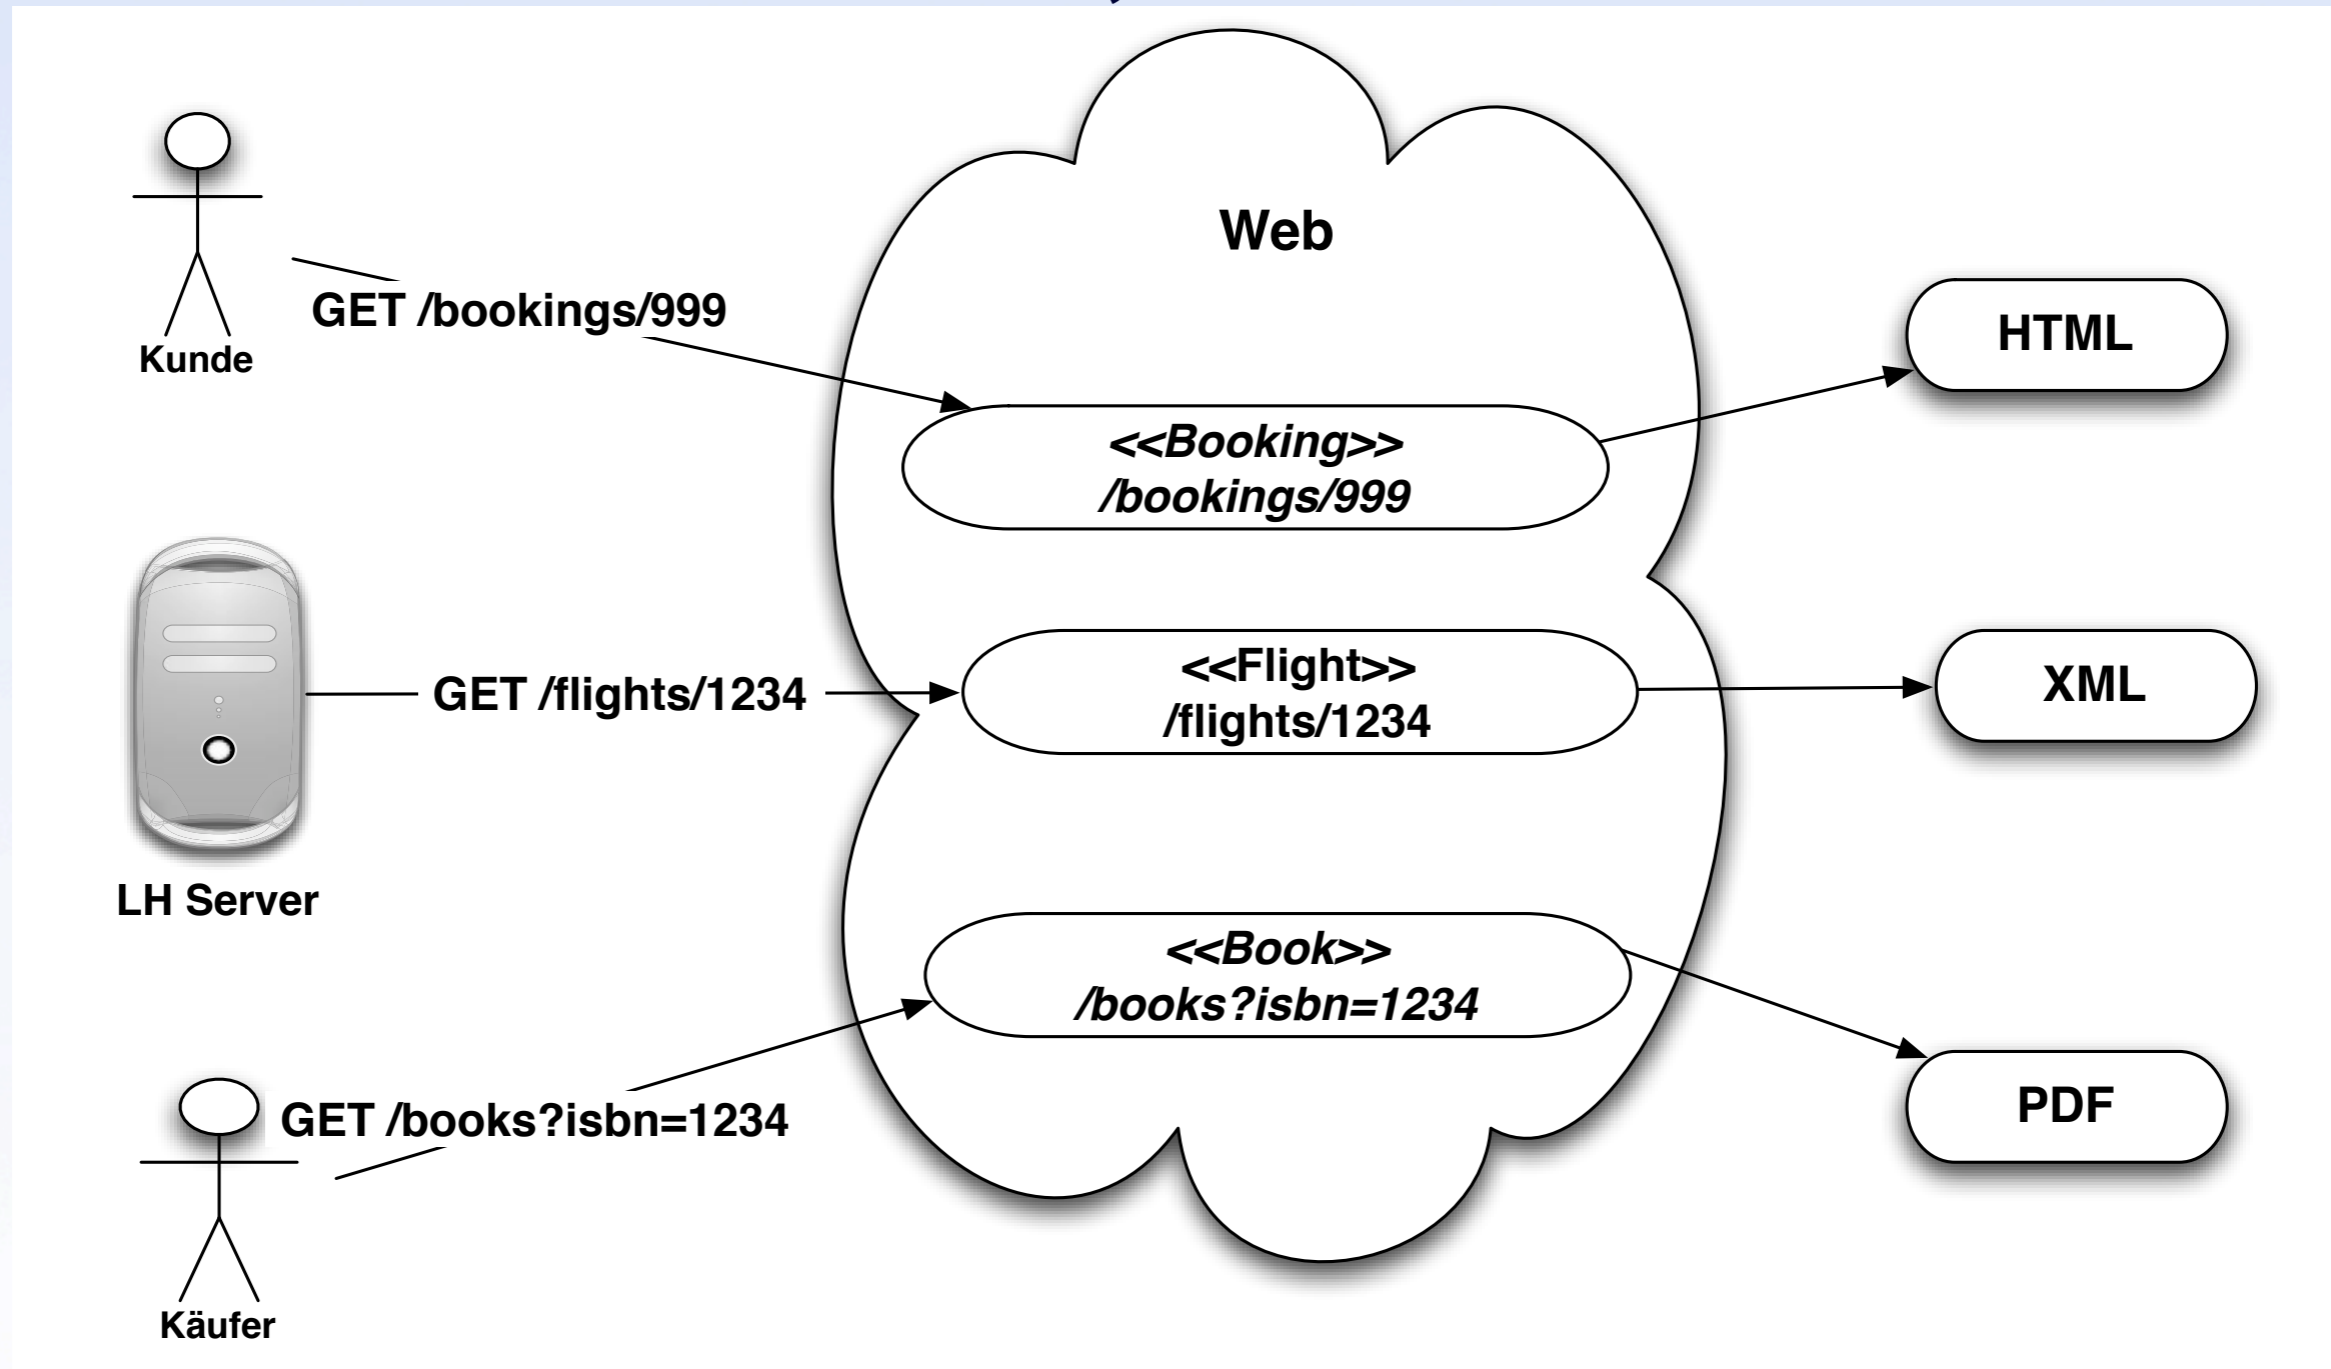 Web
GET /bookings/999
Kunde
<<Booking>>
/bookings/999
HTML
GET /flights/1234
<<Flight>>
/flights/1234
XML
LH Server
<<Book>>
/books?isbn=1234
GET /books?isbn=1234
PDF
Käufer